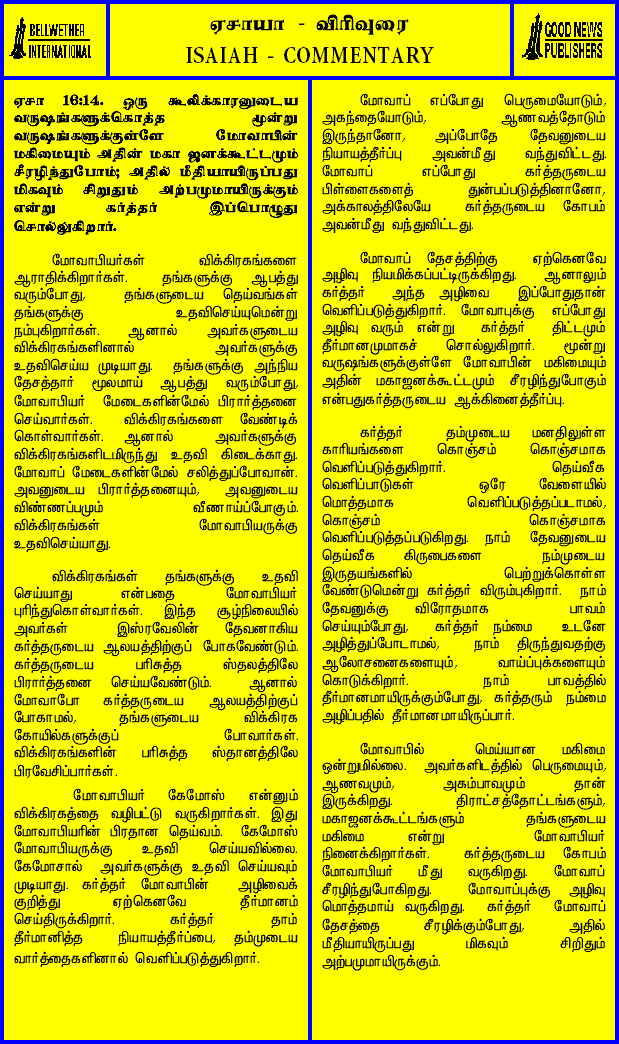 BELLWETHER
INTERNATIONAL
ஏசாயா - விரிவுரை
ISAIAH - COMMENTARY
GOOD NEWS
PUBLISHERS
ஏசா 16:14. ஒரு கூலிக்காரனுடைய
வருஷங்களுக்கொத்த மூன்று
வருஷங்களுக்குள்ளே மோவாபின்
மகிமையும் அதின் மகா ஜனக்கூட்டமும்
சீரழிந்துபோம்; அதில் மீதியாயிருப்பது
மிகவும் சிறுதும் அற்பமுமாயிருக்கும்
என்று கர்த்தர் இப்பொழுது
சொல்லுகிறார்.
மோவாபியர்கள் விக்கிரகங்களை
ஆராதிக்கிறார்கள். தங்களுக்கு ஆபத்து
வரும்போது, தங்களுடைய தெய்வங்கள்
தங்களுக்கு உதவிசெய்யுமென்று
நம்புகிறார்கள். ஆனால் அவர்களுடைய
விக்கிரகங்களினால் அவர்களுக்கு
உதவிசெய்ய முடியாது. தங்களுக்கு அந்நிய
தேசத்தார் மூலமாய் ஆபத்து வரும்போது,
மோவாபியர் மேடைகளின்மேல் பிரார்த்தனை
செய்வார்கள். விக்கிரகங்களை வேண்டிக்
கொள்வார்கள். ஆனால் அவர்களுக்கு
விக்கிரகங்களிடமிருந்து உதவி கிடைக்காது.
மோவாப் மேடைகளின்மேல் சலித்துப்போவான்.
அவனுடைய பிரார்த்தனையும், அவனுடைய
விண்ணப்பமும் வீணாய்ப்போகும்.
விக்கிரகங்கள் மோவாபியருக்கு
உதவிசெய்யாது.
விக்கிரகங்கள் தங்களுக்கு உதவி
செய்யாது என்பதை மோவாபியர்
புரிந்துகொள்வார்கள். இந்த சூழ்நிலையில்
அவர்கள் இஸ்ரவேலின் தேவனாகிய
கர்த்தருடைய ஆலயத்திற்குப் போகவேண்டும்.
கர்த்தருடைய பரிசுத்த ஸ்தலத்திலே
பிரார்த்தனை செய்யவேண்டும். ஆனால்
மோவாபோ கர்த்தருடைய ஆலயத்திற்குப்
போகாமல், தங்களுடைய விக்கிரக
கோயில்களுக்குப் போவார்கள்.
விக்கிரகங்களின் பரிசுத்த ஸ்தானத்திலே
பிரவேசிப்பார்கள்.
மோவாபியர் கேமோஸ் என்னும்
விக்கிரகத்தை வழிபட்டு வருகிறார்கள். இது
மோவாபியரின் பிரதான தெய்வம். கேமோஸ்
மோவாபியருக்கு உதவி செய்யவில்லை.
கேமோசால் அவர்களுக்கு உதவி செய்யவும்
முடியாது. கர்த்தர் மோவாபின் அழிவைக்
குறித்து ஏற்கெனவே தீர்மானம்
செய்திருக்கிறார். கர்த்தர் தாம்
தீர்மானித்த நியாயத்தீர்ப்பை, தம்முடைய
வார்த்தைகளினால் வெளிப்படுத்துகிறார்.
மோவாப் எப்போது பெருமையோடும்,
அகந்தையோடும், ஆணவத்தோடும்
இருந்தானோ, அப்போதே தேவனுடைய
நியாயத்தீர்ப்பு அவன்மீது வந்துவிட்டது.
மோவாப் எப்போது கர்த்தருடைய
பிள்ளைகளைத் துன்பப்படுத்தினானோ,
அக்காலத்திலேயே கர்த்தருடைய கோபம்
அவன்மீது வந்துவிட்டது.
மோவாப் தேசத்திற்கு ஏற்கெனவே
அழிவு நியமிக்கப்பட்டிருக்கிறது. ஆனாலும்
கர்த்தர் அந்த அழிவை இப்போதுதான்
வெளிப்படுத்துகிறார். மோவாபுக்கு எப்போது
அழிவு வரும் என்று கர்த்தர் திட்டமும்
தீர்மானமுமாகச் சொல்லுகிறார். மூன்று
வருஷங்களுக்குள்ளே மோவாபின் மகிமையும்
அதின் மகாஜனக்கூட்டமும் சீரழிந்துபோகும்
என்பதுகர்த்தருடைய ஆக்கினைத்தீர்ப்பு.
கர்த்தர் தம்முடைய மனதிலுள்ள
காரியங்களை கொஞ்சம் கொஞ்சமாக
வெளிப்படுத்துகிறார். தெய்வீக
வெளிப்பாடுகள் ஒரே வேளையில்
மொத்தமாக வெளிப்படுத்தப்படாமல்,
கொஞ்சம் கொஞ்சமாக
வெளிப்படுத்தப்படுகிறது. நாம் தேவனுடைய
தெய்வீக கிருபைகளை நம்முடைய
இருதயங்களில் பெற்றுக்கொள்ள
வேண்டுமென்று கர்த்தர் விரும்புகிறார். நாம்
தேவனுக்கு விரோதமாக பாவம்
செய்யும்போது, கர்த்தர் நம்மை உடனே
அழித்துப்போடாமல், நாம் திருந்துவதற்கு
ஆலோசனைகளையும், வாய்ப்புக்களையும்
கொடுக்கிறார். நாம் பாவத்தில்
தீர்மானமாயிருக்கும்போது, கர்த்தரும் நம்மை
அழிப்பதில் தீர்மானமாயிருப்பார்.
மோவாபில் மெய்யான மகிமை
ஒன்றுமில்லை. அவர்களிடத்தில் பெருமையும்,
ஆணவமும், அகம்பாவமும் தான்
இருக்கிறது. திராட்சத்தோட்டங்களும்,
மகாஜனக்கூட்டங்களும் தங்களுடைய
மகிமை என்று மோவாபியர்
நினைக்கிறார்கள். கர்த்தருடைய கோபம்
மோவாபியர் மீது வருகிறது. மோவாப்
சீரழிந்துபோகிறது. மோவாப்புக்கு அழிவு
மொத்தமாய் வருகிறது. கர்த்தர் மோவாப்
தேசத்தை சீரழிக்கும்போது, அதில்
மீதியாயிருப்பது மிகவும் சிறிதும்
அற்பமுமாயிருக்கும்.